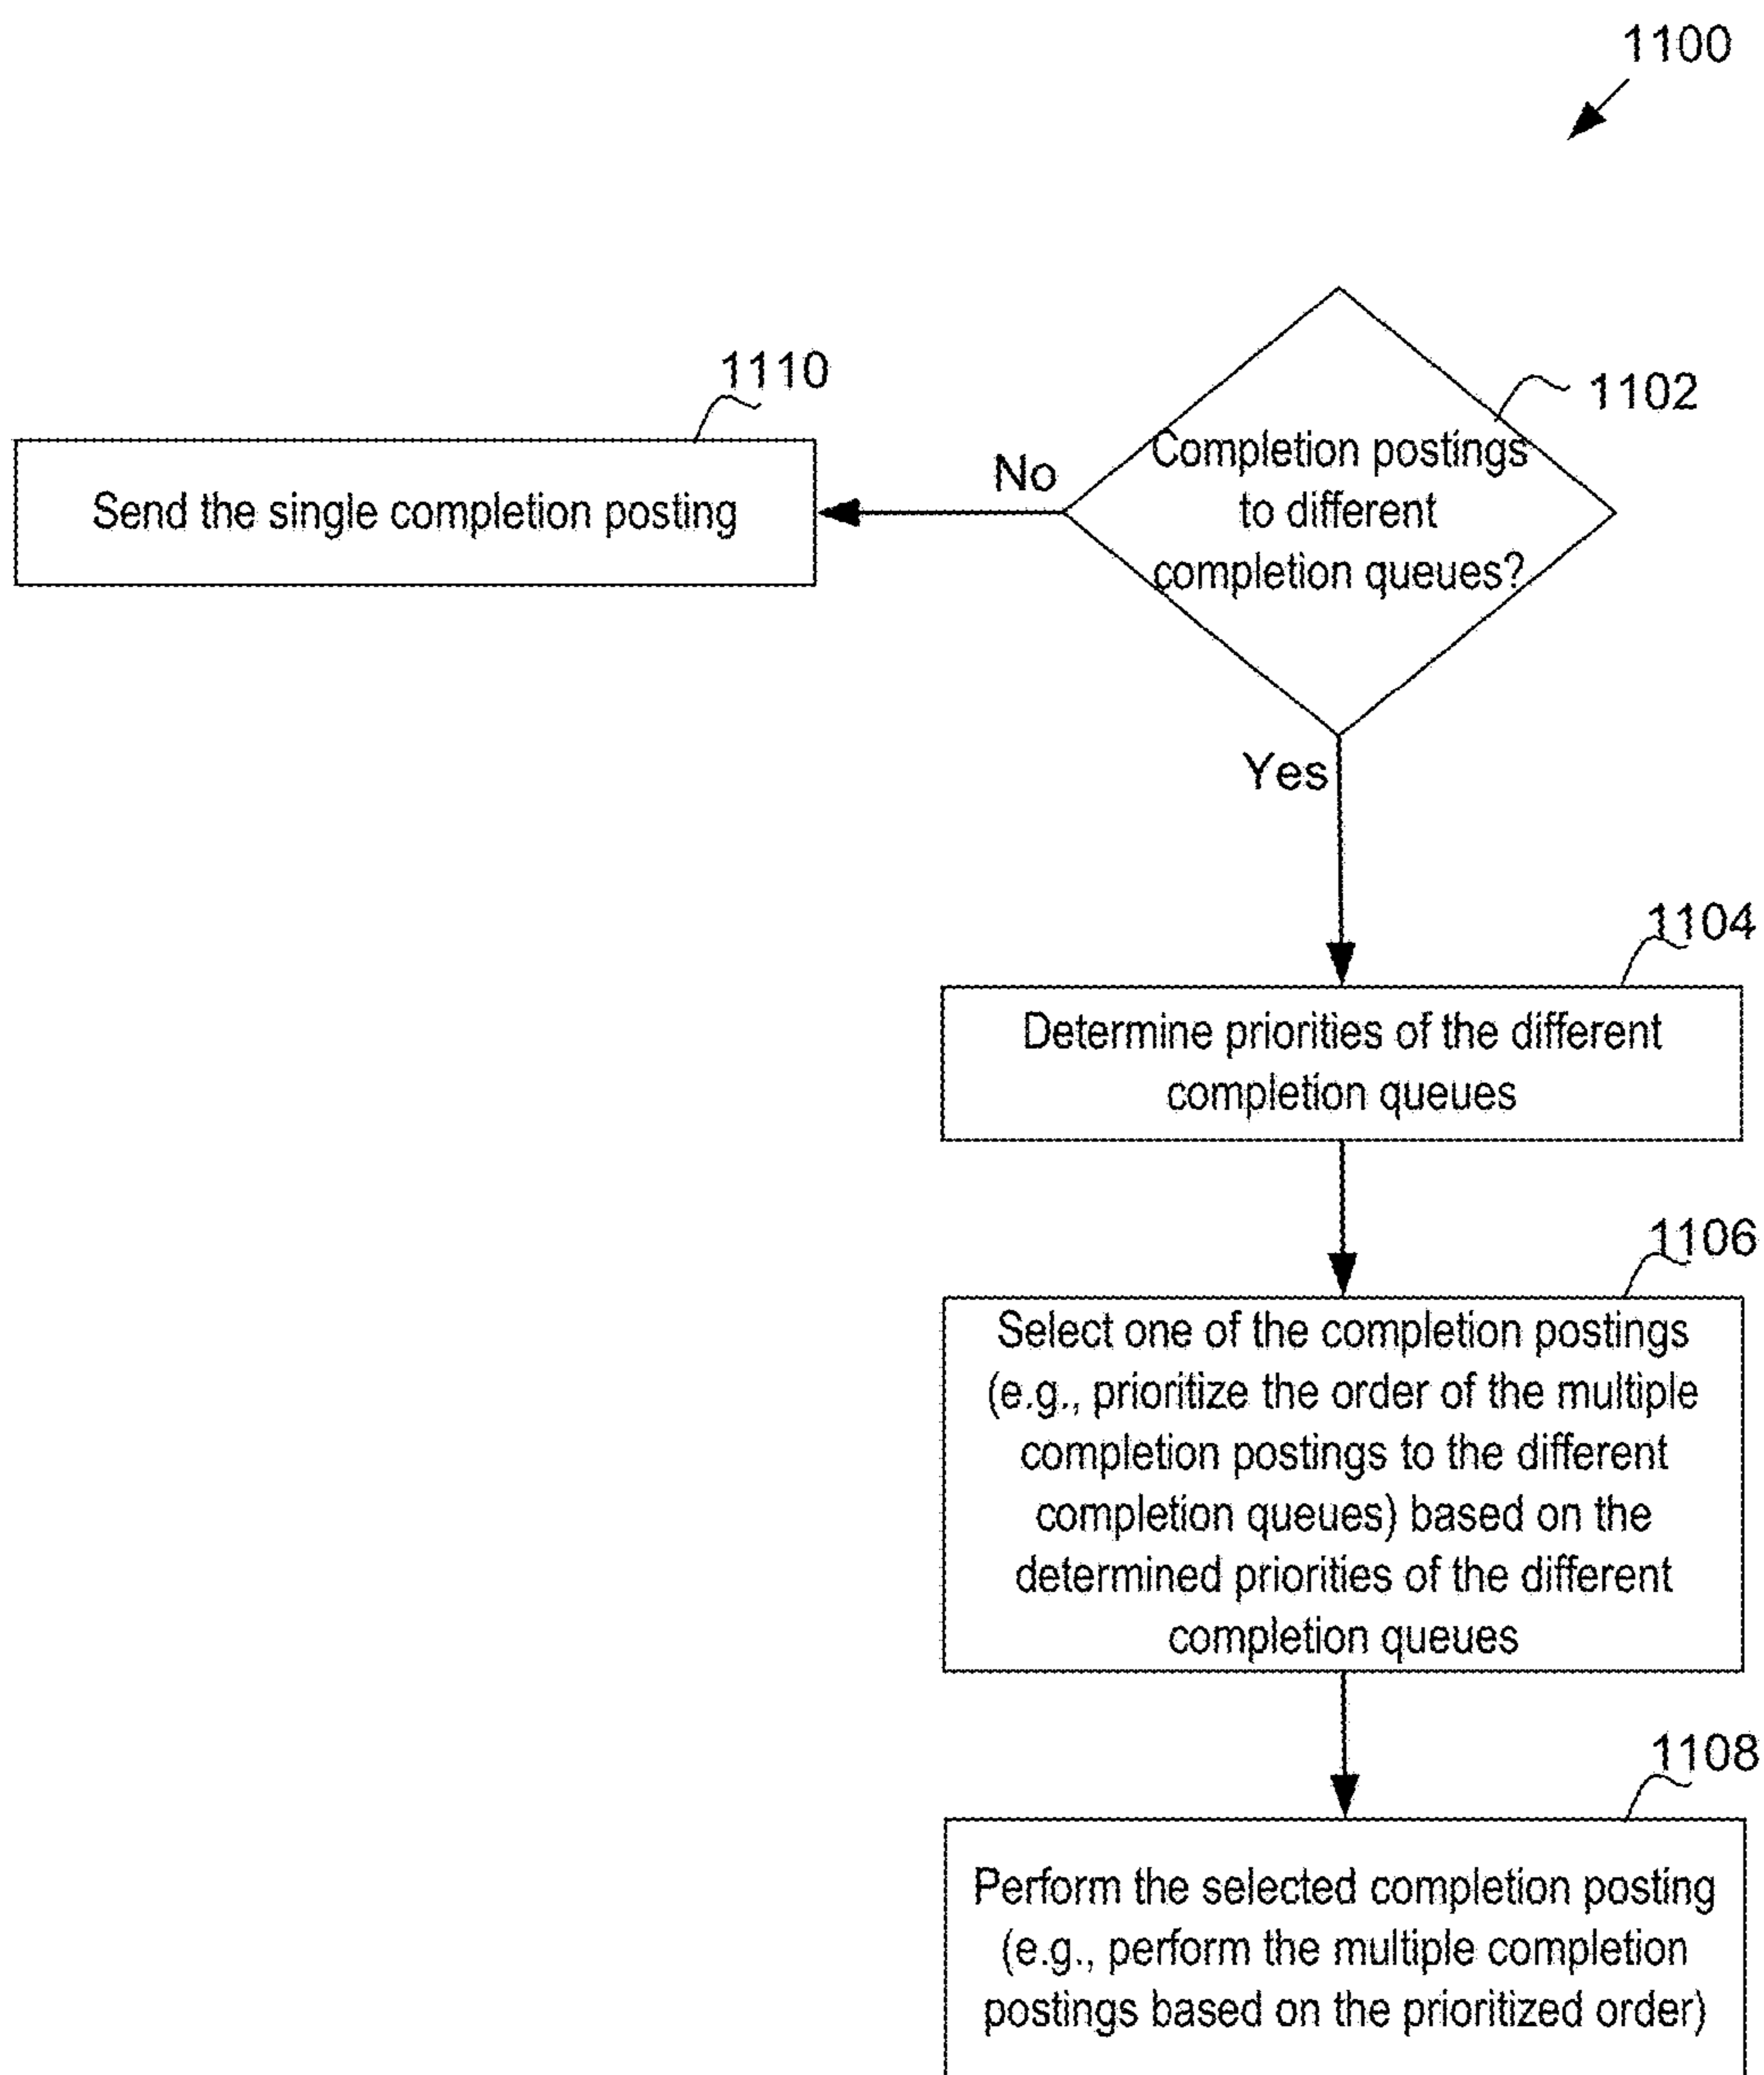 1100
1110
1102
Completion postings
to different
completion queues?
No
Send the single completion posting
Yes
1104
Determine priorities of the different
completion queues
1106
Select one of the completion postings
(e.g., prioritize the order of the multiple
completion postings to the different
completion queues) based on the
determined priorities of the different
completion queues
1108
Perform the selected completion posting
(e.g., perform the multiple completion
postings based on the prioritized order)